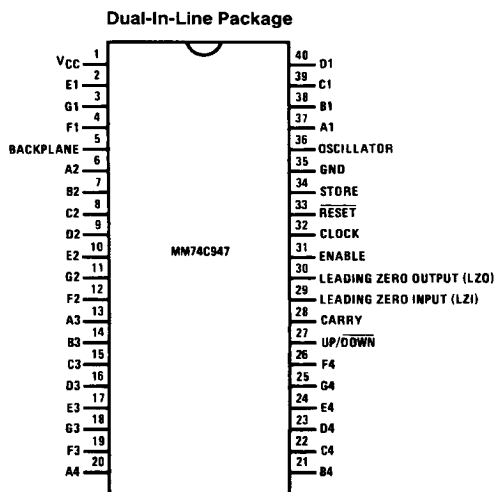 Dual-In-Line Package
VCC 1
E1 2
G1 3
F1 4
BACKPLANE 5
A2 6
B2 7
C2 8
D2 9
E2 10
G2 11
F2 12
A3 13
B3 14
C3 15
D3 16
E3 17
G3 18
F3 19
A4 20
MM74C947
40 D1
39 C1
38 B1
37 A1
36 OSCILLATOR
35 GND
34 STORE
33 RESET
32 CLOCK
31 ENABLE
30 LEADING ZERO OUTPUT (LZO)
29 LEADING ZERO INPUT (LZI)
28 CARRY
27 UP/DOWN
26 F4
25 G4
24 E4
23 D4
22 C4
21 B4